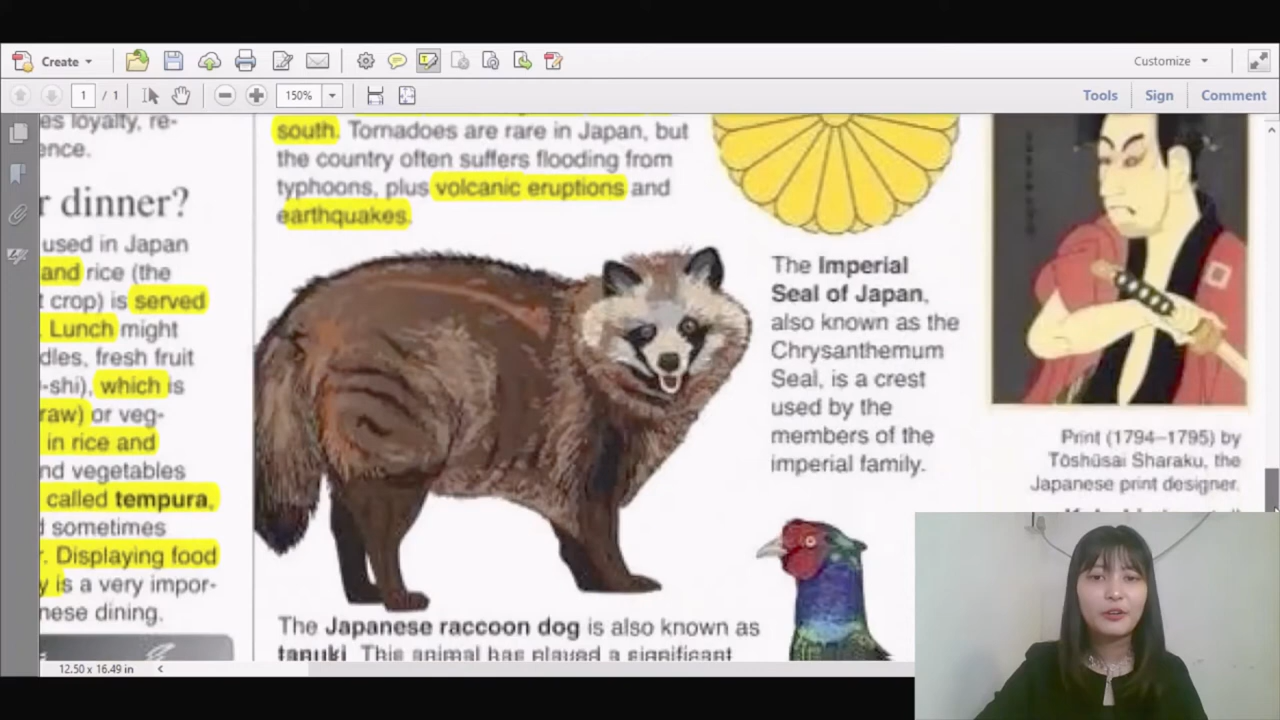 Create
Customize
1 / 1
150%
Tools
Sign
Comment
es loyalty, re-
ence.
r dinner?
used in Japan
and rice (the
t crop) is served
. Lunch might
dles, fresh fruit
-shi), which is
raw) or veg-
in rice and
nd vegetables
called tempura,
d sometimes
r. Displaying food
y is a very impor-
nese dining.
south. Tornadoes are rare in Japan, but
the country often suffers flooding from
typhoons, plus volcanic eruptions and
earthquakes.
The Japanese raccoon dog is also known as
tanuki. This animal has played a significant
The Imperial
Seal of Japan,
also known as the
Chrysanthemum
Seal, is a crest
used by the
members of the
imperial family.
Print (1794–1795) by
Tōshūsai Sharaku, the
Japanese print designer.
12.50 x 16.49 in